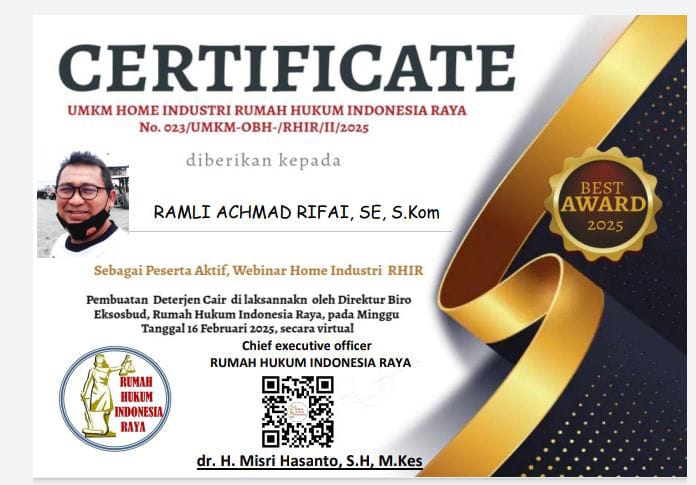 CERTIFICATE
UMKM HOME INDUSTRI RUMAH HUKUM INDONESIA RAYA
No. 023/UMKM-OBH-/RHIR/II/2025
diberikan kepada
RAMLI ACHMAD RIFAI, SE, S.Kom
BEST
AWARD
2025
Sebagai Peserta Aktif, Webinar Home Industri RHIR
Pembuatan Deterjen Cair di laksannakn oleh Direktur Biro
Eksosbud, Rumah Hukum Indonesia Raya, pada Minggu
Tanggal 16 Februari 2025, secara virtual
Chief executive officer
RUMAH HUKUM INDONESIA RAYA
RUMAH
HUKUM
INDONESIA
RAYA
dr. H. Misri Hasanto, S.H, M.Kes